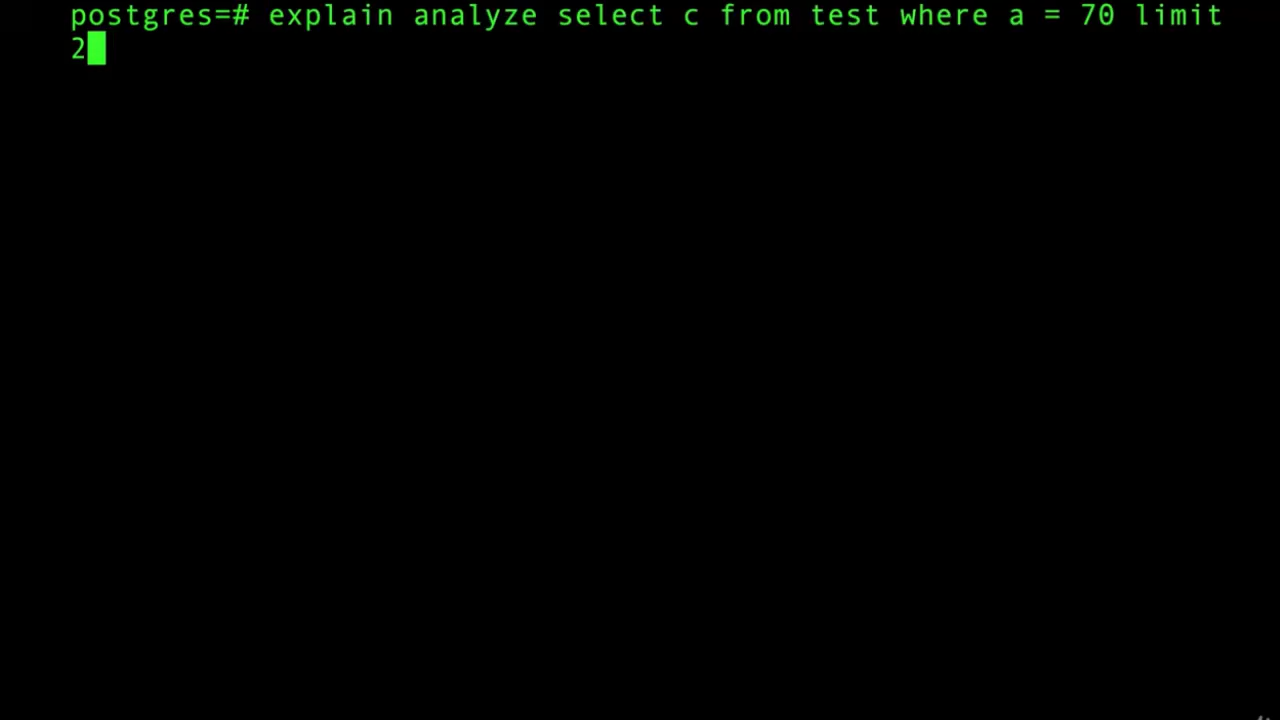 postgres=# explain analyze select c from test where a = 70 limit
2